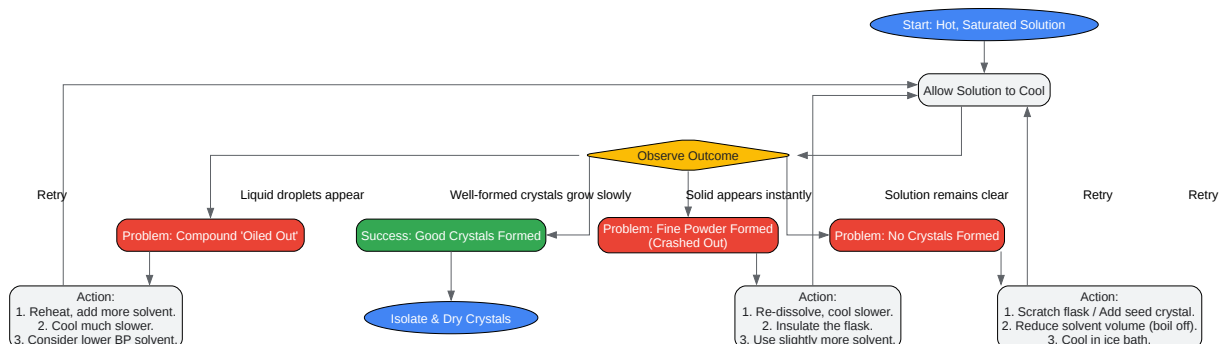 Start: Hot, Saturated Solution
Allow Solution to Cool
Observe Outcome
Retry
Liquid droplets appear
Well-formed crystals grow slowly
Solid appears instantly
Solution remains clear
Retry
Retry
Problem: Compound 'Oiled Out'
Success: Good Crystals Formed
Problem: Fine Powder Formed
(Crashed Out)
Problem: No Crystals Formed
Action:
1. Reheat, add more solvent.
2. Cool much slower.
3. Consider lower BP solvent.
Isolate & Dry Crystals
Action:
1. Re-dissolve, cool slower.
2. Insulate the flask.
3. Use slightly more solvent.
Action:
1. Scratch flask / Add seed crystal.
2. Reduce solvent volume (boil off).
3. Cool in ice bath.